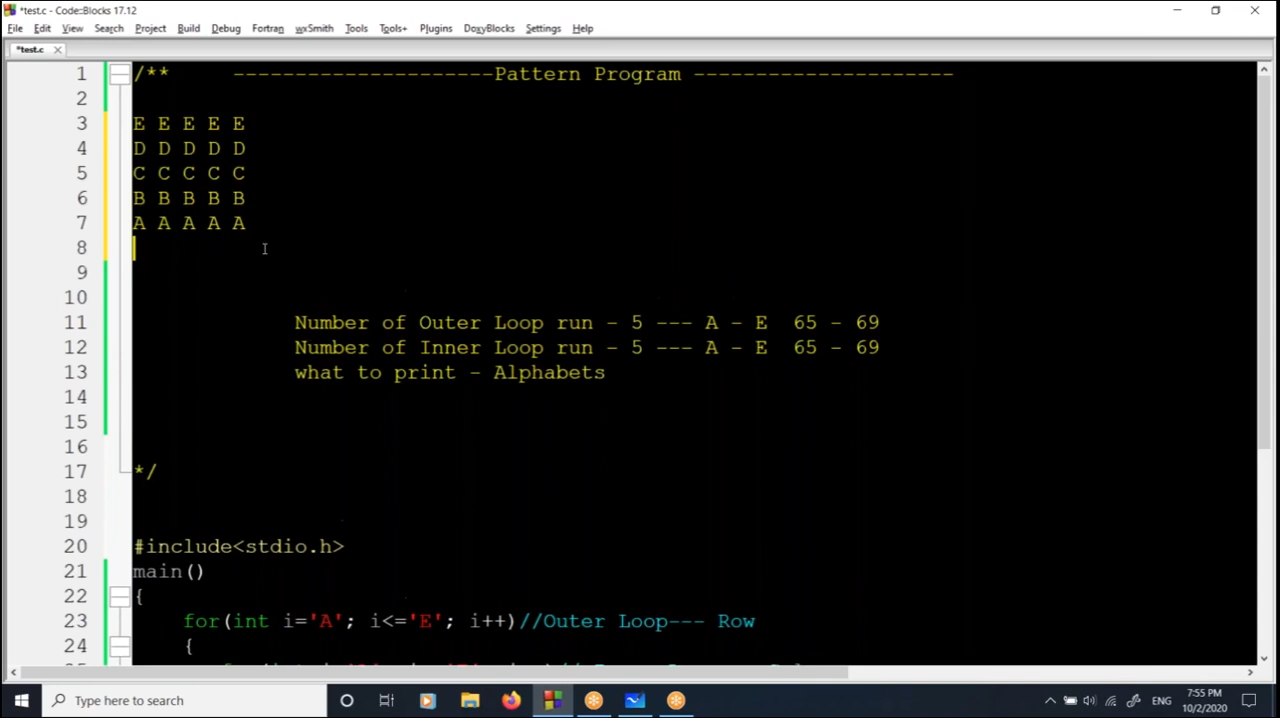 *test.c - Code::Blocks 17.12
File Edit View Search Project Build Debug Fortran wxSmith Tools Tools+ Plugins DoxyBlocks Settings Help
*test.c
1 /** ---------------------Pattern Program ---------------------
2
3 E E E E E
4 D D D D D
5 C C C C C
6 B B B B B
7 A A A A A
8
9
10
11 Number of Outer Loop run - 5 --- A - E 65 - 69
12 Number of Inner Loop run - 5 --- A - E 65 - 69
13 what to print - Alphabets
14
15
16
17 */
18
19
20 #include<stdio.h>
21 main()
22 {
23 for(int i='A'; i<='E'; i++)//Outer Loop--- Row
24 {
Type here to search
ENG
7:55 PM
10/2/2020